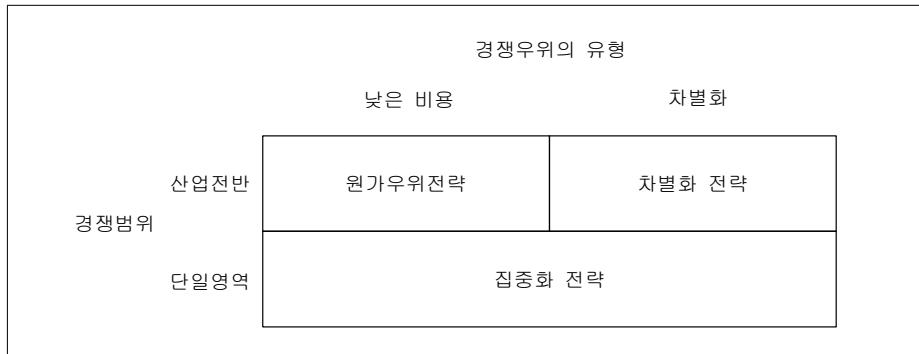 경쟁우위의 유형
낮은 비용 차별화
산업전반 원가우위전략 차별화 전략
경쟁범위
단일영역 집중화 전략